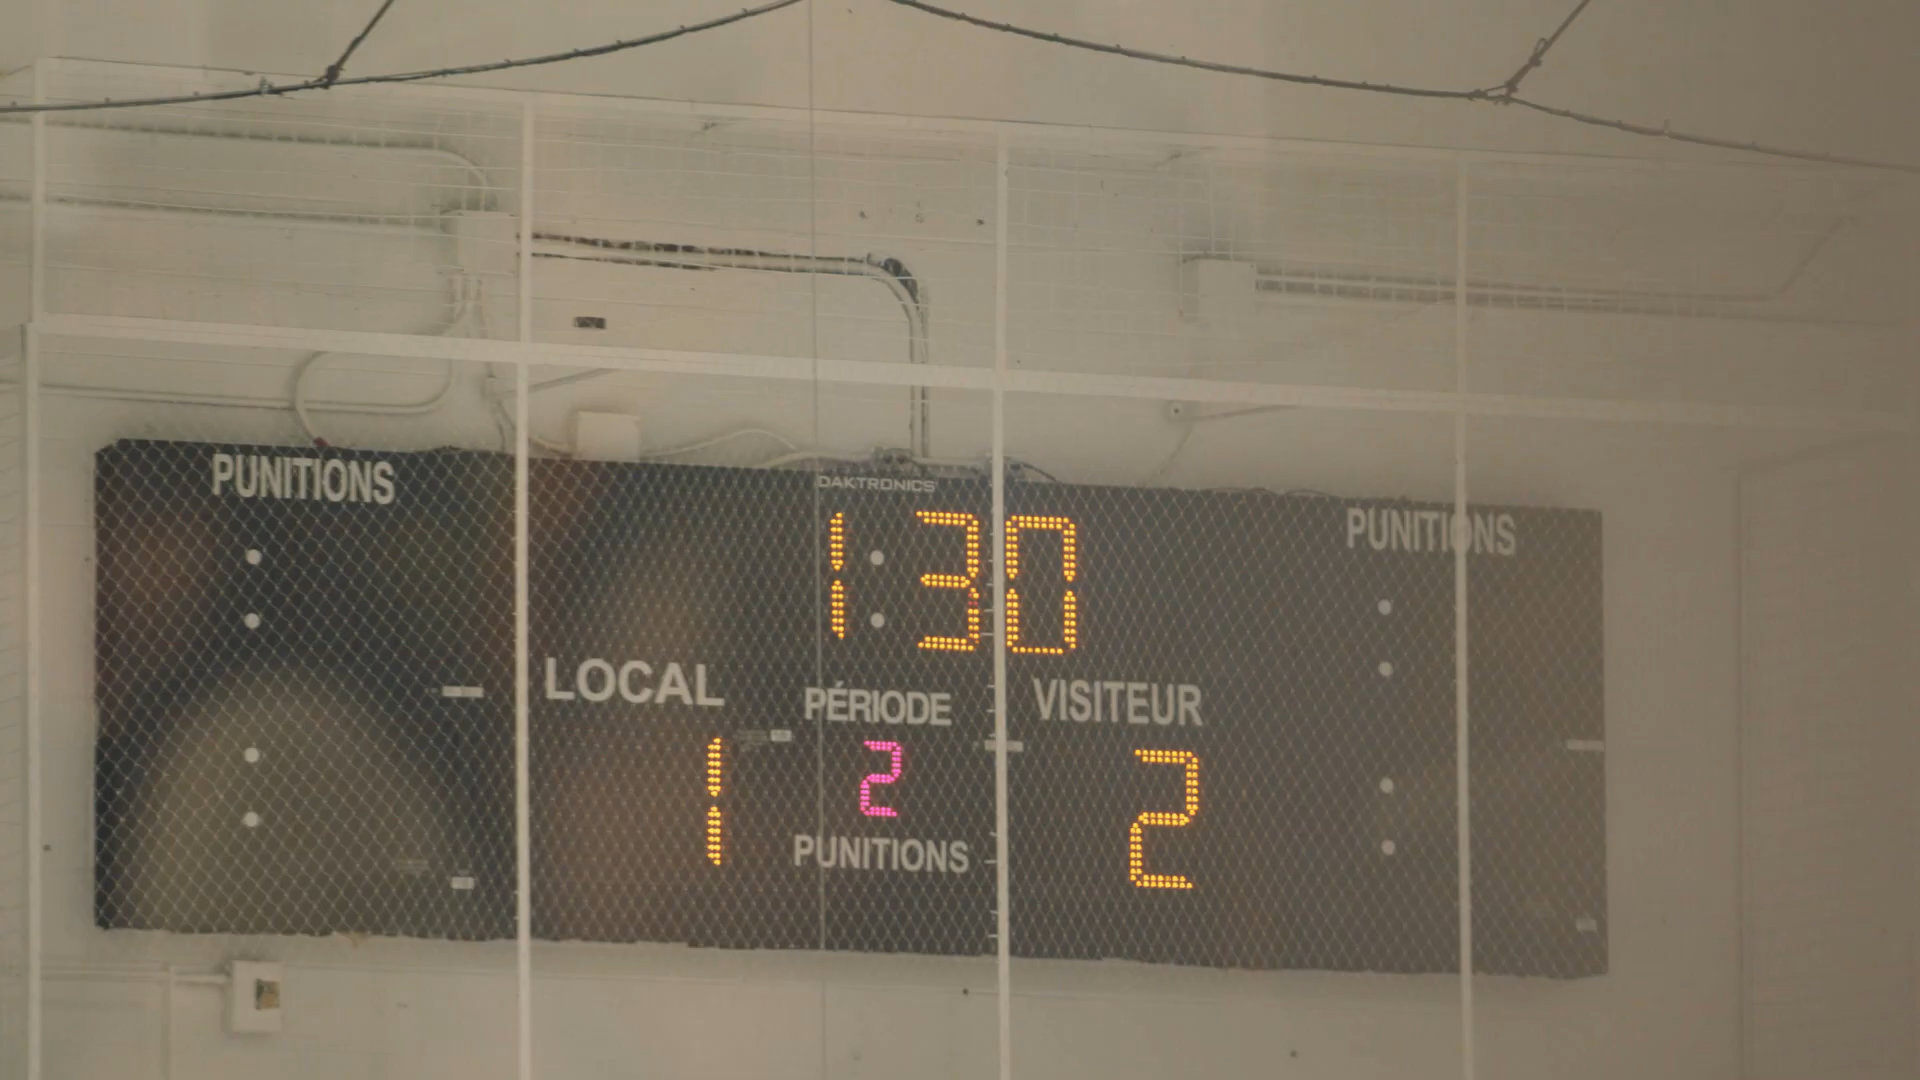 PUNITIONS
DAKTRONICS
1:30
PUNITIONS
LOCAL
PÉRIODE
VISITEUR
1
2
2
PUNITIONS